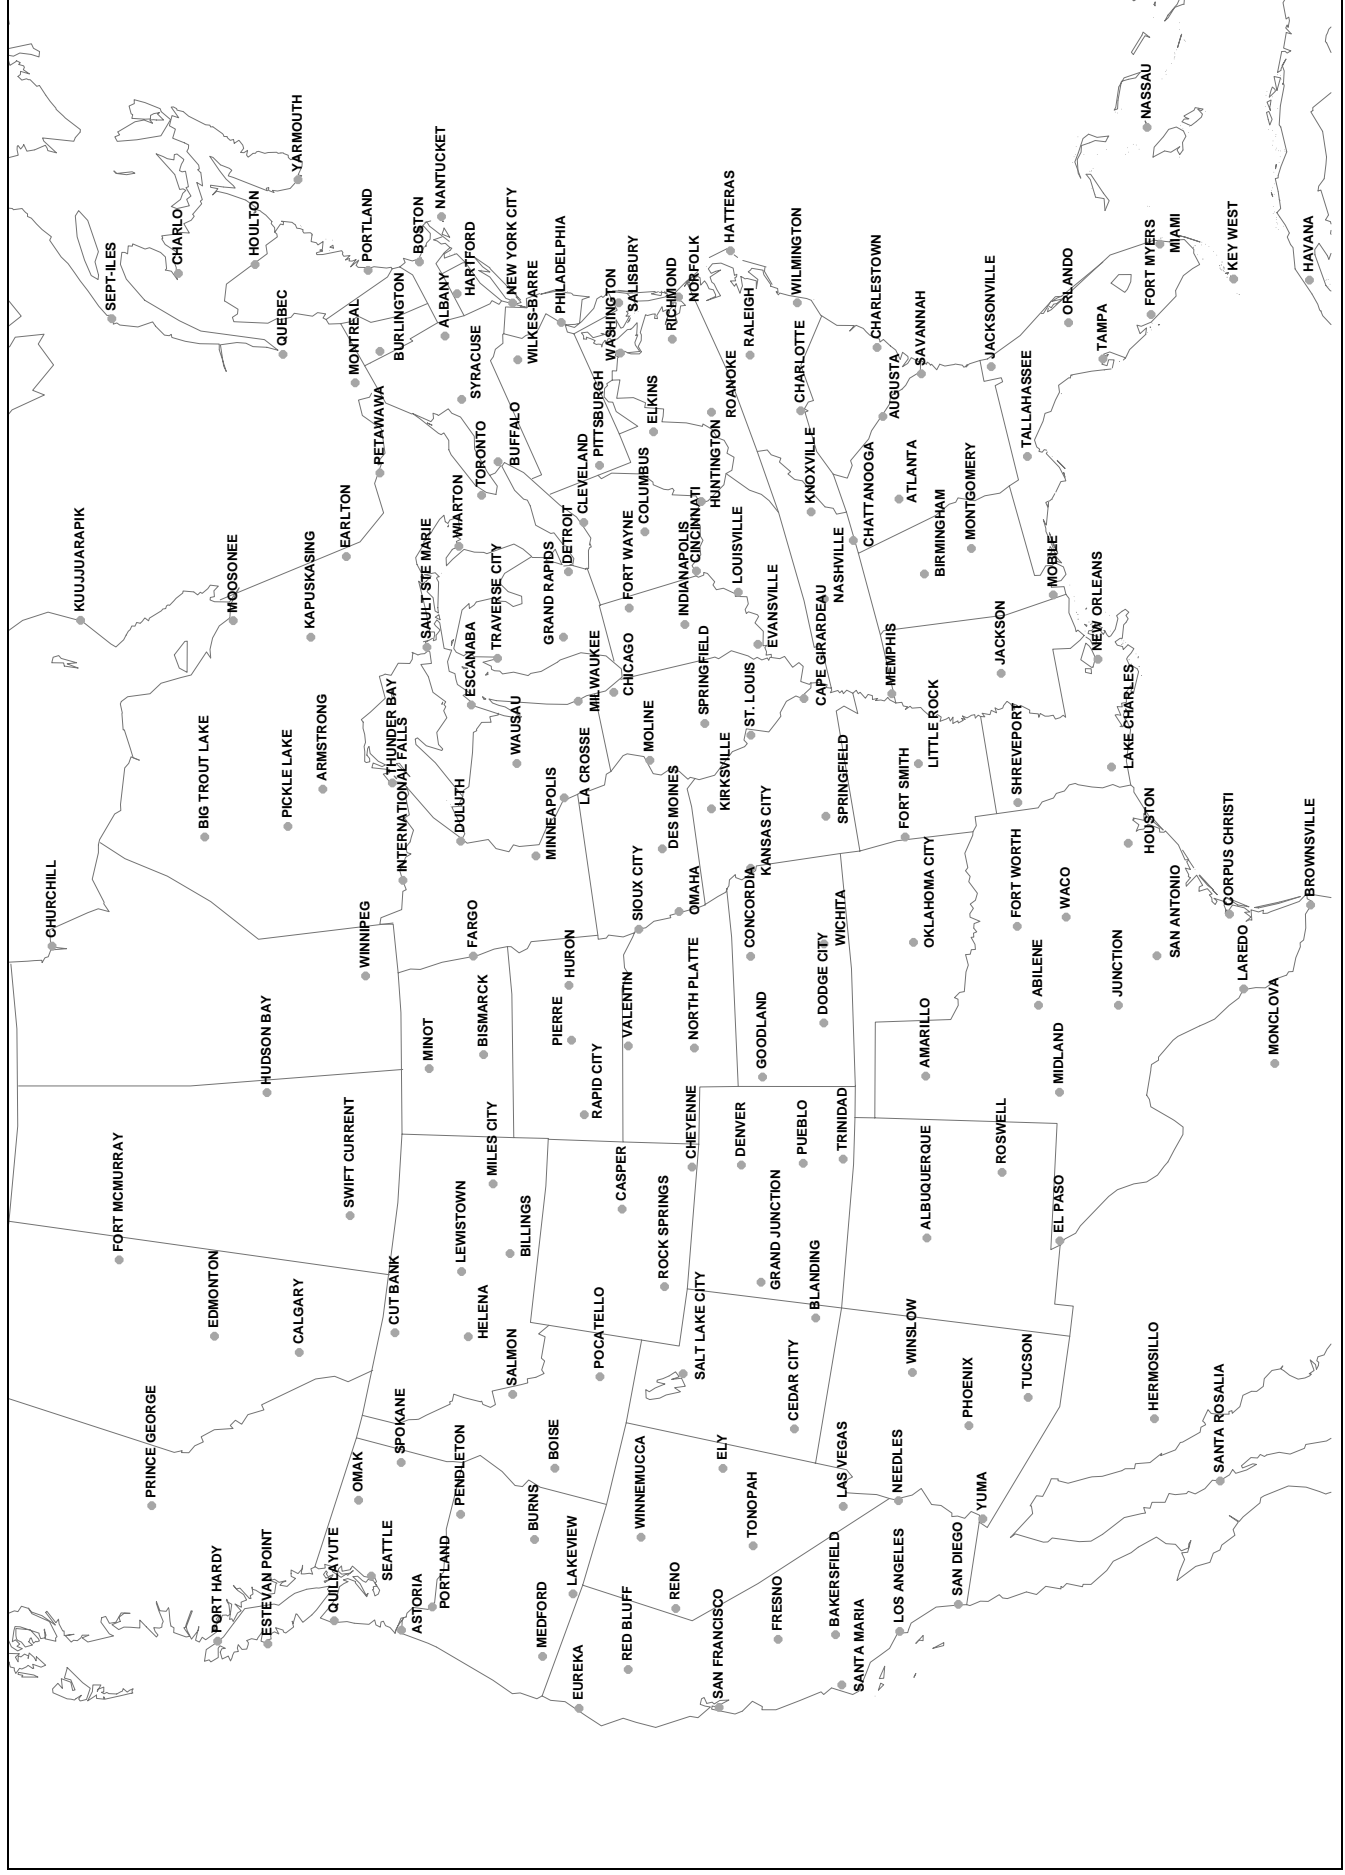 PORT HARDY
ESTEVAN POINT
QUILLAYUTE
SEATTLE
ASTORIA
PORTLAND
MEDFORD
EUREKA
LAKEVIEW
RED BLUFF
RENO
SAN FRANCISCO
FRESNO
BAKERSFIELD
SANTA MARIA
LOS ANGELES
SAN DIEGO
PRINCE GEORGE
OMAK
SPOKANE
PENDLETON
BURNS
BOISE
WINNEMUCCA
ELY
TONOPAH
LAS VEGAS
NEEDLES
YUMA
SANTA ROSALIA
HERMOSILLO
EDMONTON
CALGARY
CUT BANK
HELENA
SALMON
POCATELLO
SALT LAKE CITY
CEDAR CITY
BLANDING
WINSLOW
PHOENIX
TUCSON
FORT MCMURRAY
SWIFT CURRENT
LEWISTOWN
BILLINGS
MILES CITY
CASPER
ROCK SPRINGS
GRAND JUNCTION
CHEYENNE
DENVER
PUEBLO
TRINIDAD
ALBUQUERQUE
ROSWELL
EL PASO
HUDSON BAY
MINOT
BISMARCK
PIERRE
RAPID CITY
HURON
VALENTIN
NORTH PLATTE
GOODLAND
DODGE CITY
AMARILLO
MIDLAND
ABILENE
JUNCTION
MONCLOVA
LAREDO
CHURCHILL
WINNIPEG
FARGO
INTERNATIONAL FALLS
SIOUX CITY
OMAHA
CONCORDIA
WICHITA
OKLAHOMA CITY
FORT WORTH
WACO
SAN ANTONIO
CORPUS CHRISTI
BROWNSVILLE
HOUSTON
BIG TROUT LAKE
PICKLE LAKE
ARMSTRONG
THUNDER BAY
DULUTH
MINNEAPOLIS
WAUSAU
LA CROSSE
DES MOINES
MOLINE
KIRKSVILLE
KANSAS CITY
ST. LOUIS
SPRINGFIELD
SPRINGFIELD
FORT SMITH
LITTLE ROCK
SHREVEPORT
LAKE CHARLES
KUUJJUARAPIK
MOOSONEE
KAPUSKASING
EARLTON
SAULT STE MARIE
ESCANABA
TRAVERSE CITY
WIARTON
GRAND RAPIDS
MILWAUKEE
CHICAGO
DETROIT
FORT WAYNE
INDIANAPOLIS
CINCINNATI
LOUISVILLE
EVANSVILLE
CAPE GIRARDEAU
NASHVILLE
MEMPHIS
JACKSON
NEW ORLEANS
MOBILE
BIRMINGHAM
MONTGOMERY
CHATTANOOGA
ATLANTA
KNOXVILLE
SEPT-ILES
CHARLO
HOULTON
YARMOUTH
QUEBEC
MONTREAL
PETAWAWA
BURLINGTON
PORTLAND
BOSTON
NANTUCKET
HARTFORD
ALBANY
SYRACUSE
TORONTO
BUFFALO
NEW YORK CITY
WILKES-BARRE
PHILADELPHIA
CLEVELAND
PITTSBURGH
WASHINGTON
SALISBURY
COLUMBUS
ELKINS
RICHMOND
NORFOLK
HUNTINGTON
ROANOKE
HATTERAS
RALEIGH
WILMINGTON
CHARLOTTE
CHARLESTOWN
AUGUSTA
SAVANNAH
JACKSONVILLE
TALLAHASSEE
ORLANDO
TAMPA
FORT MYERS
MIAMI
KEY WEST
NASSAU
HAVANA